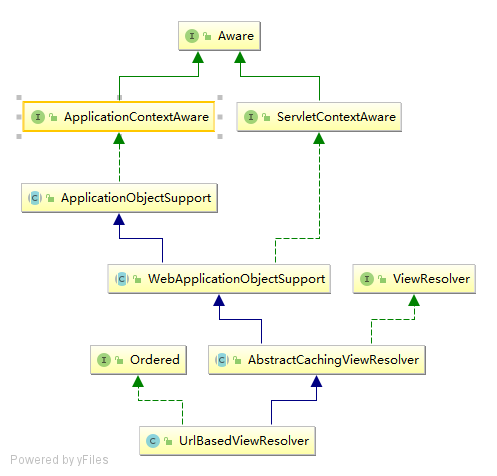 Aware
ApplicationContextAware
ServletContextAware
ApplicationObjectSupport
WebApplicationObjectSupport
ViewResolver
Ordered
AbstractCachingViewResolver
UrlBasedViewResolver
Powered by yFiles